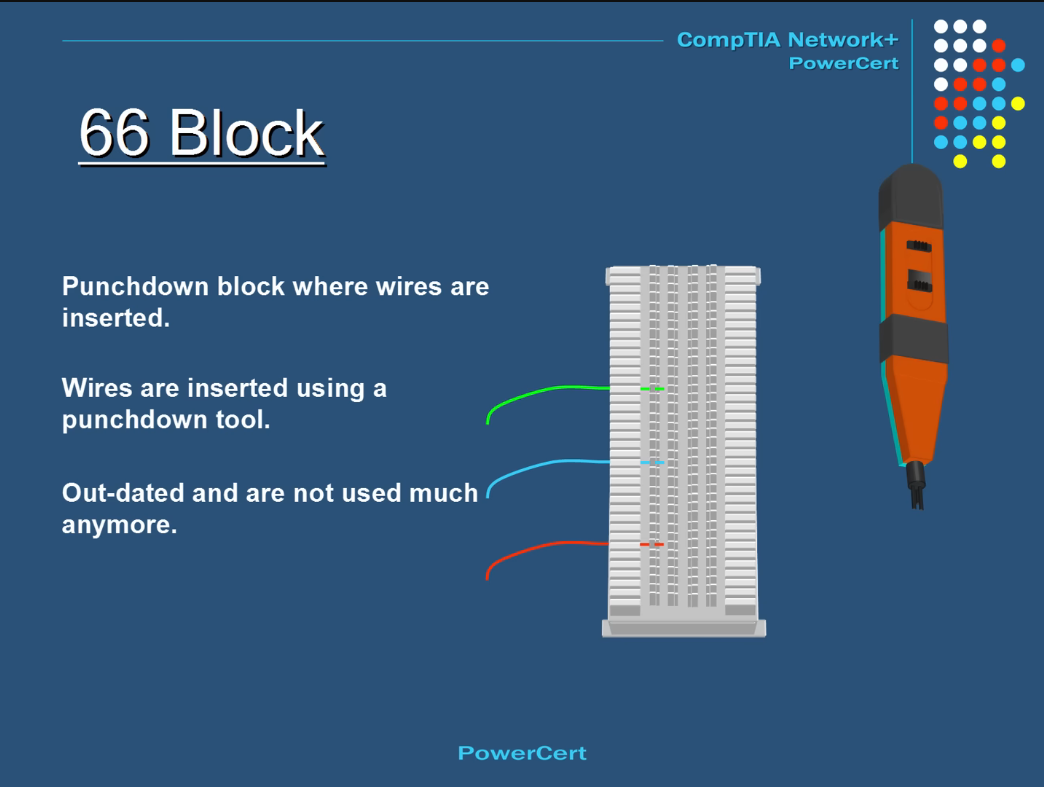 CompTIA Network+
PowerCert
66 Block
Punchdown block where wires are
inserted.
Wires are inserted using a
punchdown tool.
Out-dated and are not used much
anymore.
PowerCert